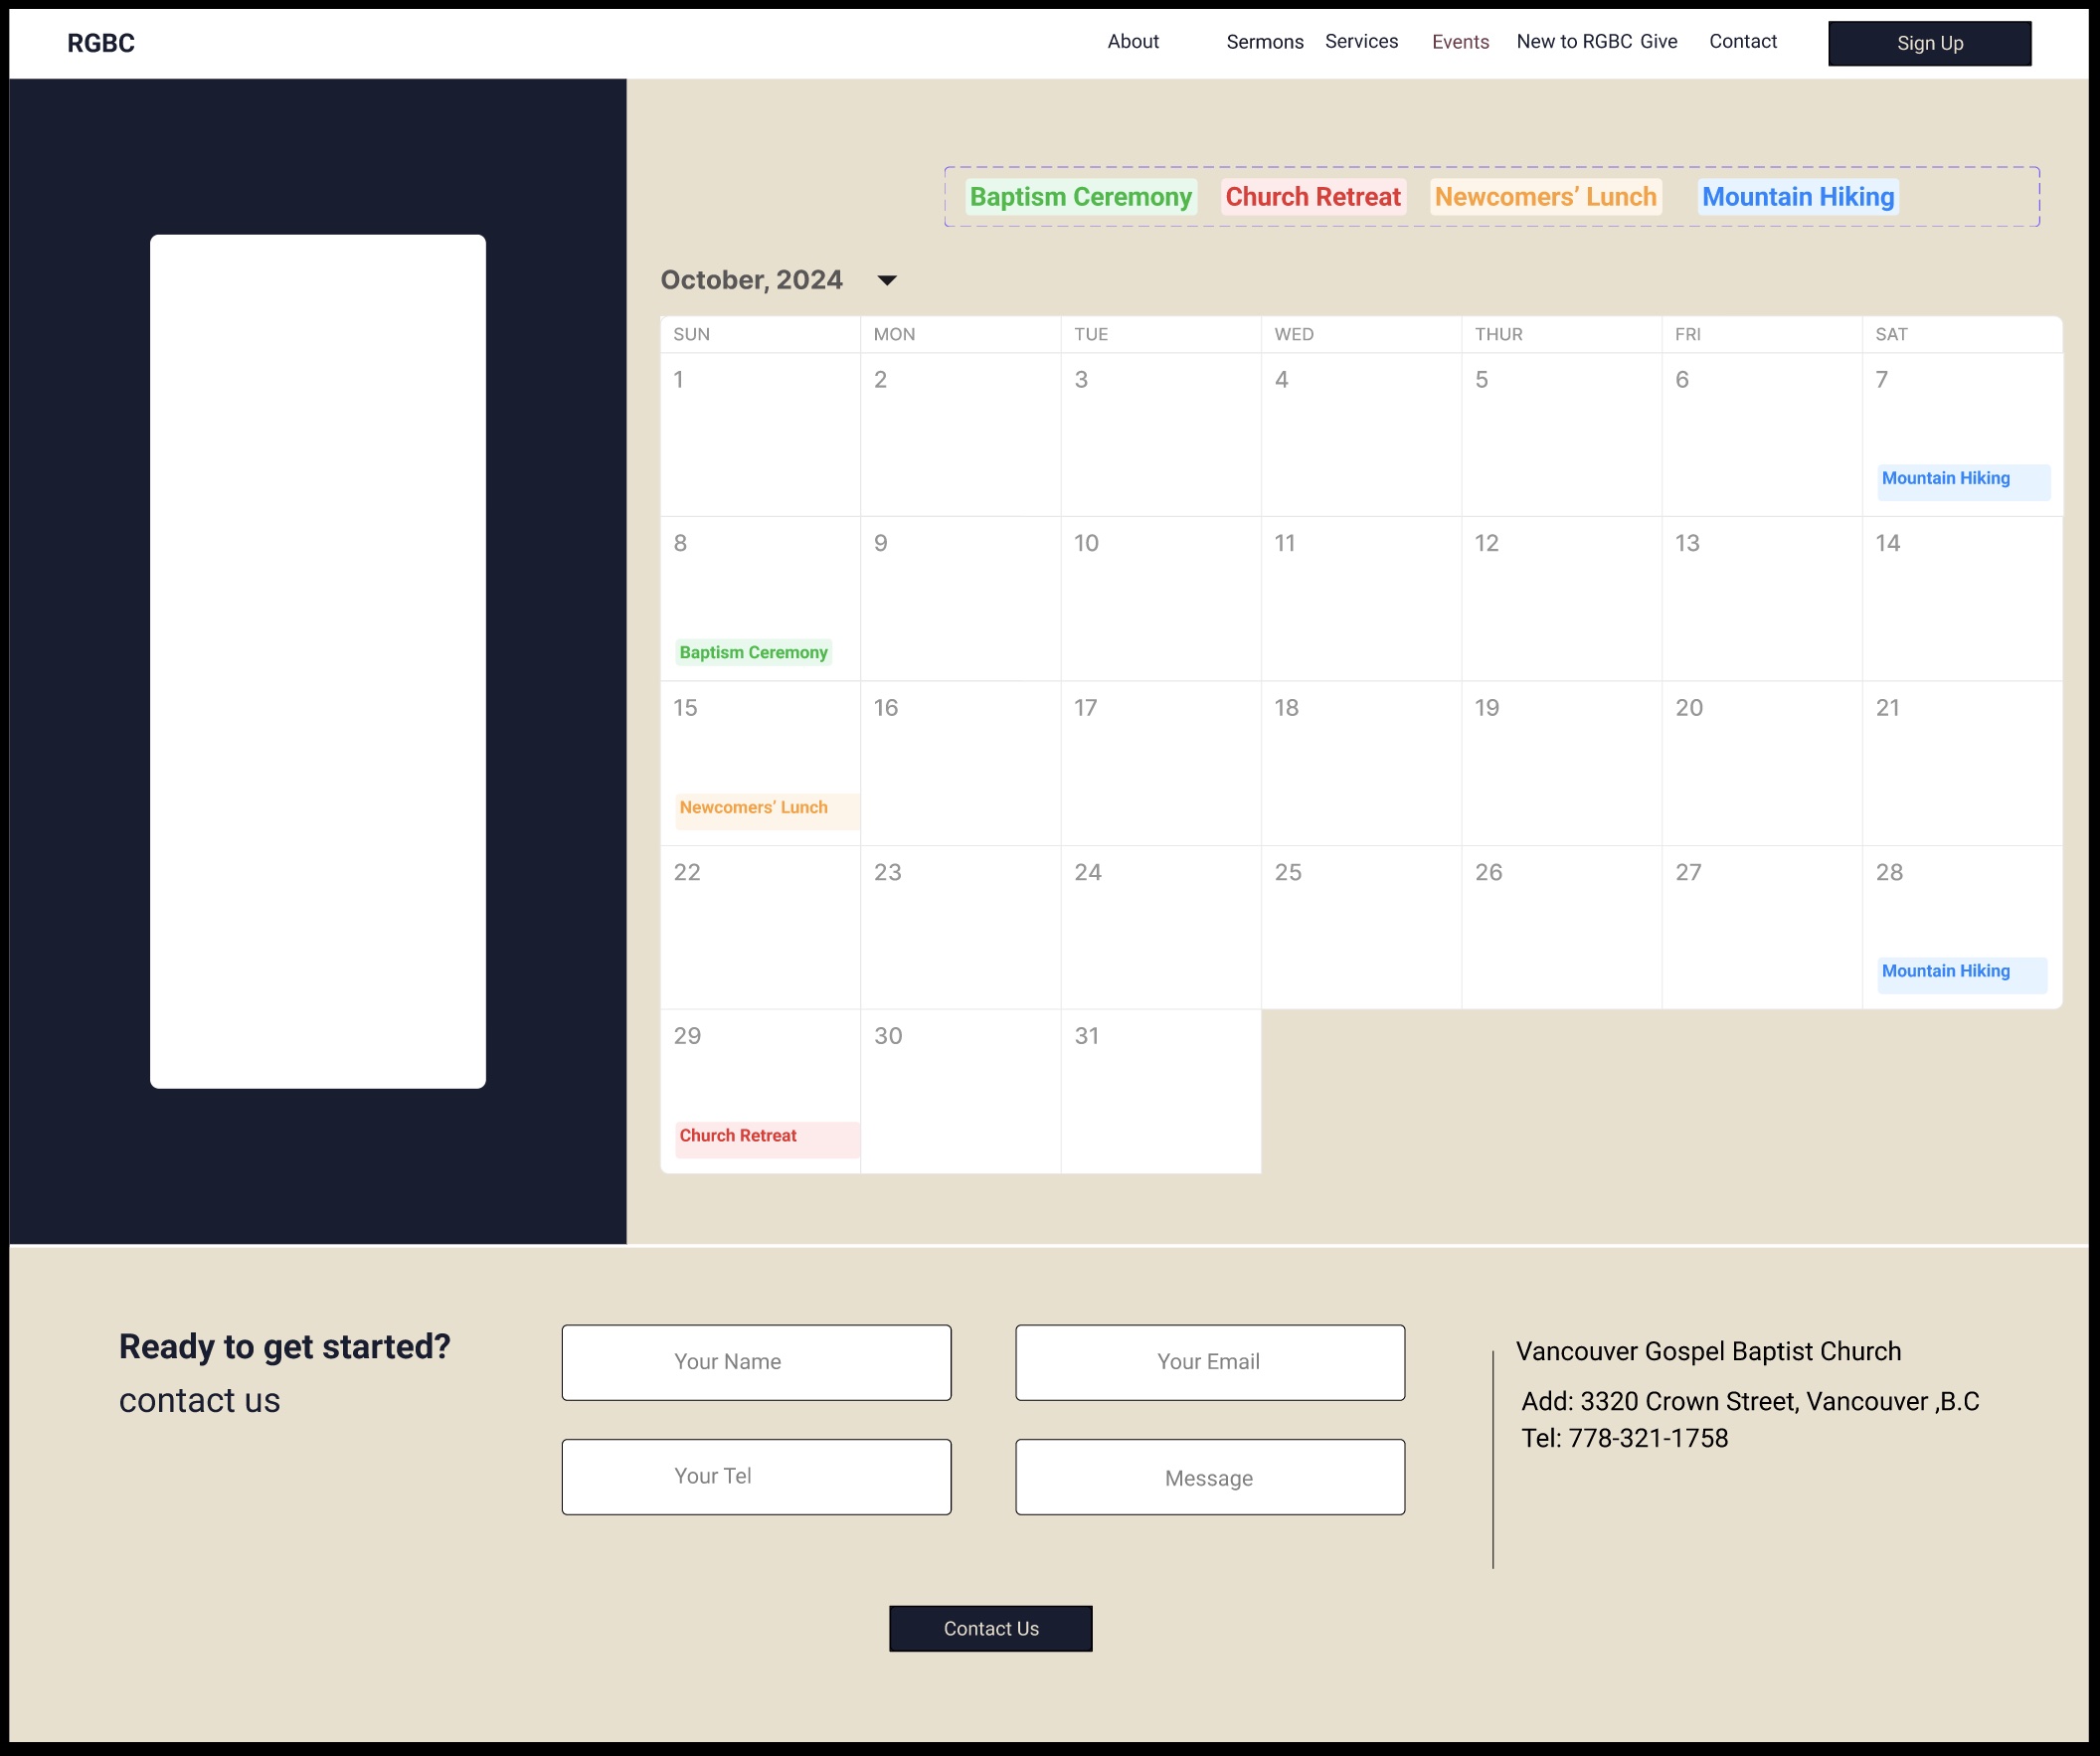 RGBC
About Sermons Services Events New to RGBC Give Contact Sign Up
Baptism Ceremony Church Retreat Newcomers’ Lunch Mountain Hiking
October, 2024
SUN MON TUE WED THUR FRI SAT
1 2 3 4 5 6 7
Mountain Hiking
8 9 10 11 12 13 14
Baptism Ceremony
15 16 17 18 19 20 21
Newcomers’ Lunch
22 23 24 25 26 27 28
Mountain Hiking
29 30 31
Church Retreat
Ready to get started?
contact us
Your Name Your Email
Your Tel Message
Contact Us
Vancouver Gospel Baptist Church
Add: 3320 Crown Street, Vancouver ,B.C
Tel: 778-321-1758